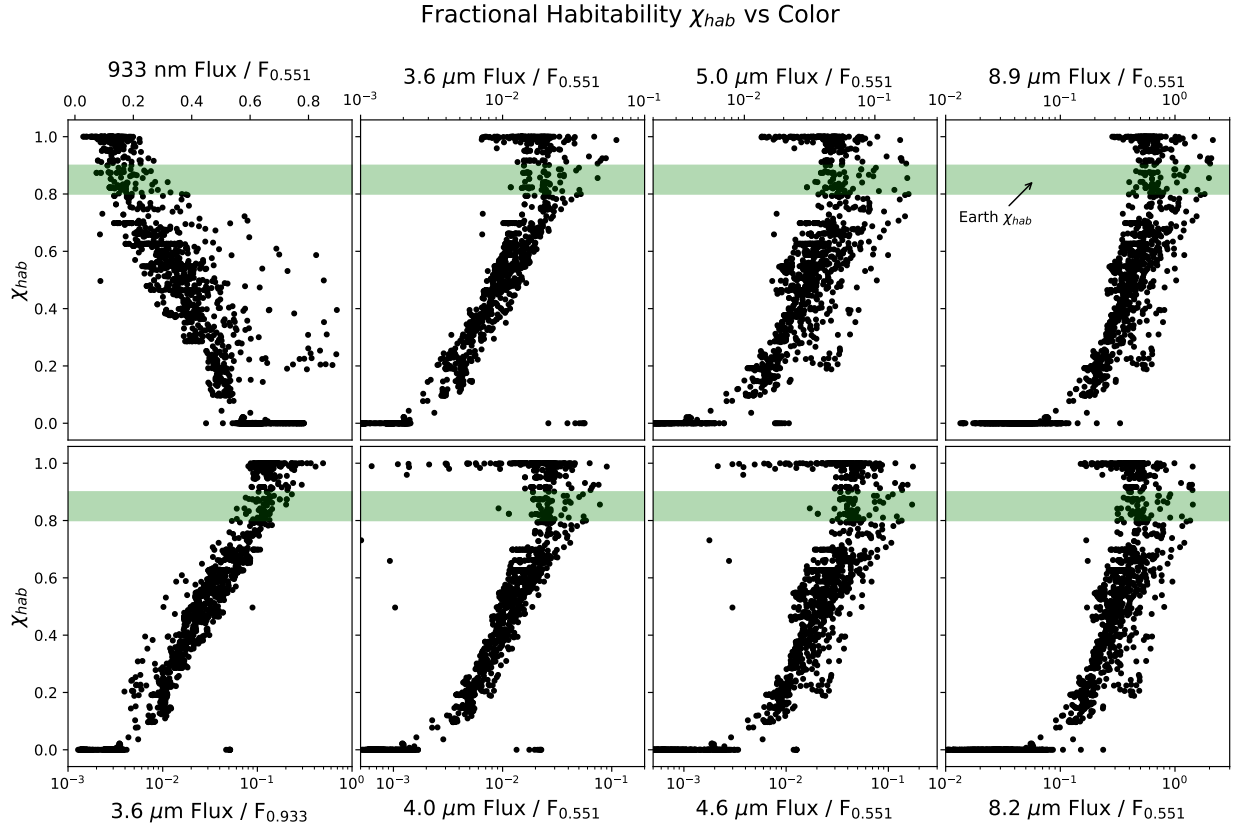 Fractional Habitability χhab vs Color
933 nm Flux / F0.551
3.6 μm Flux / F0.551
5.0 μm Flux / F0.551
8.9 μm Flux / F0.551
0.0 0.2 0.4 0.6 0.8
10−3 10−2 10−1
10−2 10−1
10−2 10−1 100
χhab
1.0
0.8
0.6
0.4
0.2
0.0
Earth χhab
χhab
1.0
0.8
0.6
0.4
0.2
0.0
10−3 10−2 10−1 100
10−3 10−2 10−1
10−3 10−2 10−1
10−2 10−1 100
3.6 μm Flux / F0.933
4.0 μm Flux / F0.551
4.6 μm Flux / F0.551
8.2 μm Flux / F0.551